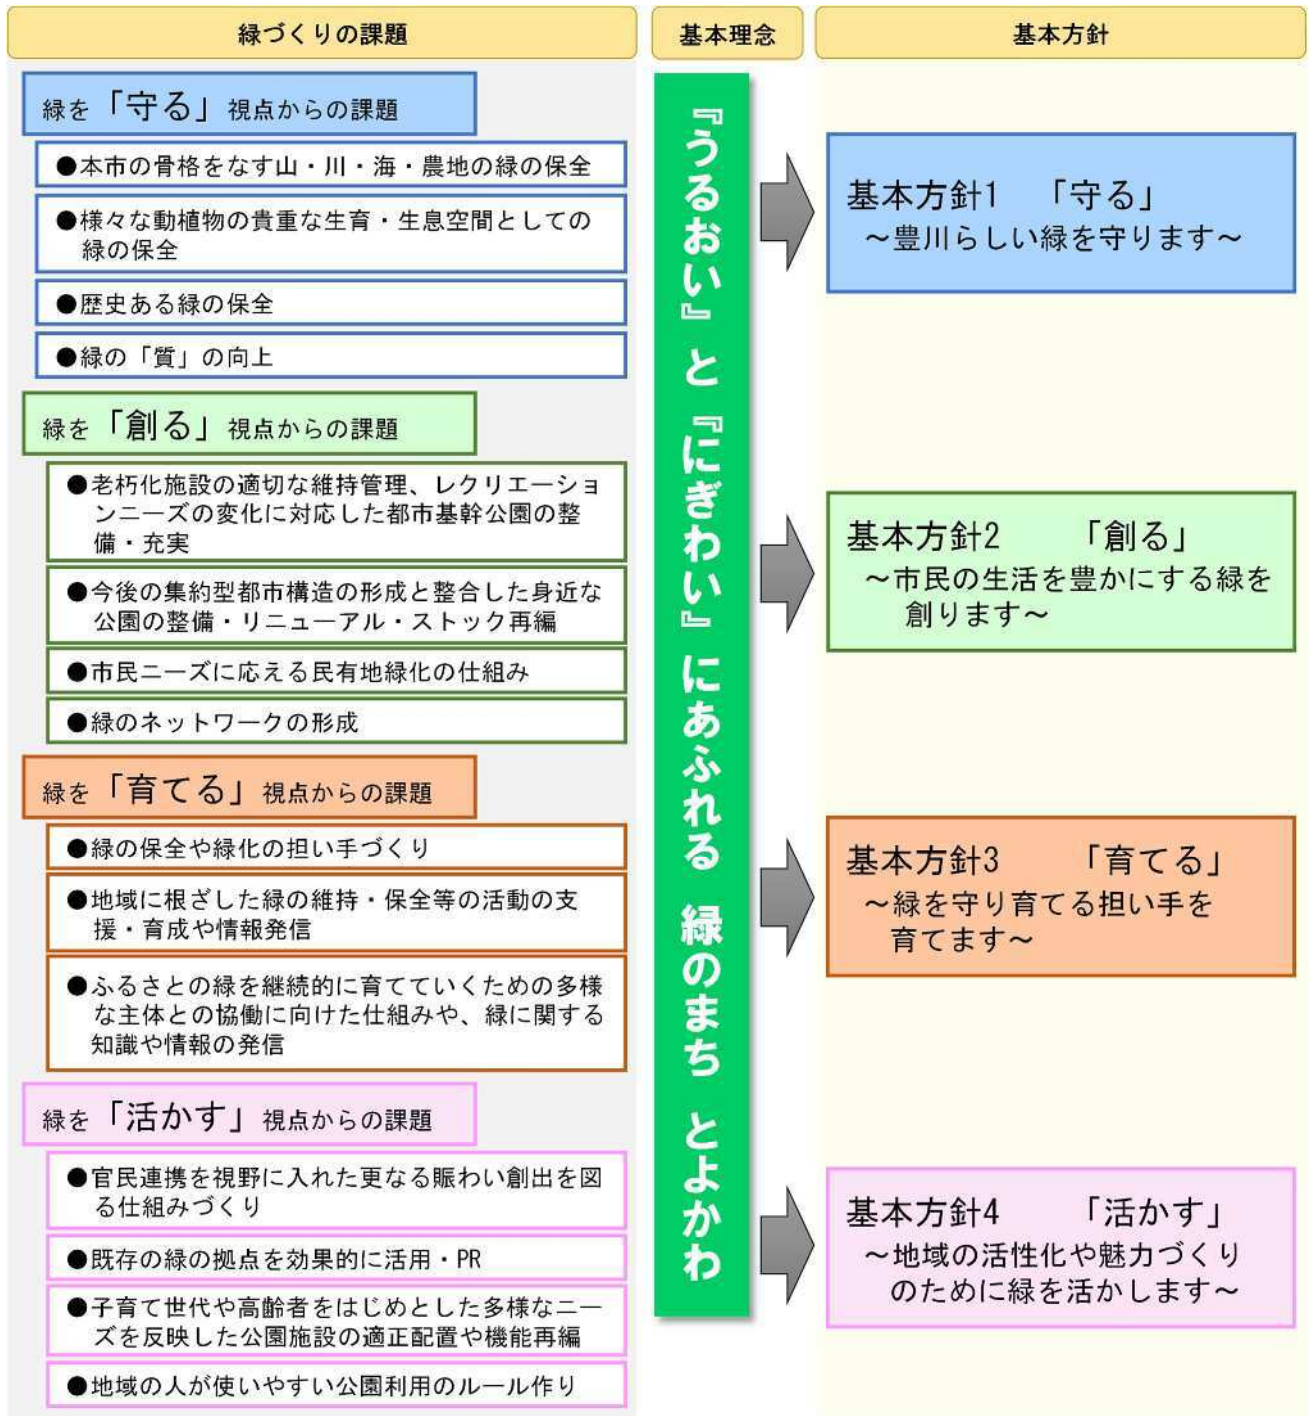 緑づくりの課題
緑を「守る」視点からの課題
●本市の骨格をなす山・川・海・農地の緑の保全
●様々な動植物の貴重な生育・生息空間としての
緑の保全
●歴史ある緑の保全
●緑の「質」の向上
緑を「創る」視点からの課題
●老朽化施設の適切な維持管理、レクリエーショ
ンニーズの変化に対応した都市基幹公園の整
備・充実
●今後の集約型都市構造の形成と整合した身近な
公園の整備・リニューアル・ストック再編
●市民ニーズに応える民有地緑化の仕組み
●緑のネットワークの形成
緑を「育てる」視点からの課題
●緑の保全や緑化の担い手づくり
●地域に根ざした緑の維持・保全等の活動の支
援・育成や情報発信
●ふるさとの緑を継続的に育てていくための多様
な主体との協働に向けた仕組みや、緑に関する
知識や情報の発信
緑を「活かす」視点からの課題
●官民連携を視野に入れた更なる賑わい創出を図
る仕組みづくり
●既存の緑の拠点を効果的に活用・PR
●子育て世代や高齢者をはじめとした多様なニー
ズを反映した公園施設の適正配置や機能再編
●地域の人が使いやすい公園利用のルール作り
基本理念
『うるおい』と『にぎわい』にあふれる 緑のまち とよかわ
基本方針
基本方針1 「守る」
～豊川らしい緑を守ります～
基本方針2 「創る」
～市民の生活を豊かにする緑を
創ります～
基本方針3 「育てる」
～緑を守り育てる担い手を
育てます～
基本方針4 「活かす」
～地域の活性化や魅力づくり
のために緑を活かします～